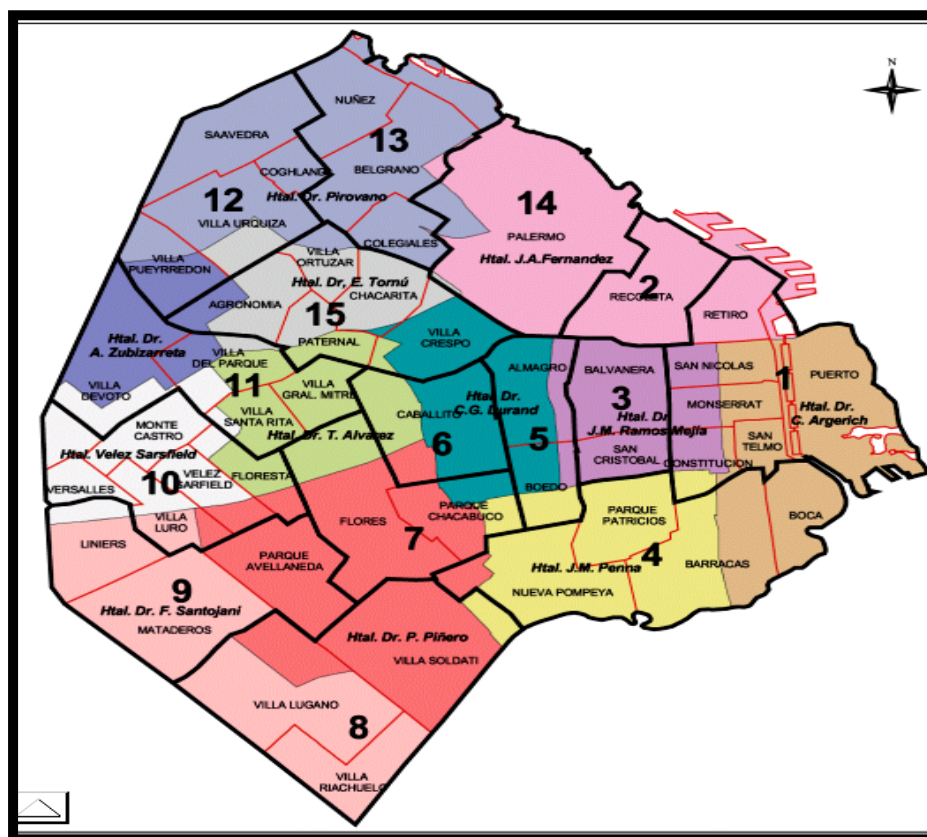 N
NUÑEZ
SAAVEDRA
13
COGHLAND
BELGRANO
12
Htal. Dr. Pirovano
14
VILLA URQUIZA
PALERMO
COLEGIALES
VILLA
ORTUZAR
Htal. J.A.Fernandez
VILLA
PUEYRREDON
Htal. Dr, E. Tornú
CHACARITA
2
RECOLETA
AGRONOMIA
15
RETIRO
Htal. Dr.
A. Zubizarreta
PATERNAL
VILLA
CRESPO
VILLA
DEL PARQUE
ALMAGRO
BALVANERA
SAN NICOLAS
1
PUERTO
11
VILLA
DEVOTO
VILLA
GRAL. MITRE
Htal. Dr.
C.G. Durand
3
MONSERRAT
Htal. Dr.
C. Argerich
CABALLITO
VILLA
SANTA RITA
Htal. Dr. T. Alvarez
Htal. Dr.
J.M. Ramos Mejia
MONTE
CASTRO
6
5
SAN
TELMO
Htal. Velez Sarsfield
SAN
CRISTOBAL
CONSTITUCION
VERSALLES
10
VELEZ
SARFIELD
FLORESTA
BOEDO
VILLA
LURO
FLORES
7
PARQUE
CHACABUCO
PARQUE
PATRICIOS
BOCA
LINIERS
PARQUE
AVELLANEDA
4
BARRACAS
Htal. J.M. Penna
9
NUEVA POMPEYA
Htal. Dr. F. Santojani
MATADEROS
Htal. Dr. P. Piñero
VILLA SOLDATI
VILLA LUGANO
8
VILLA
RIACHUELO